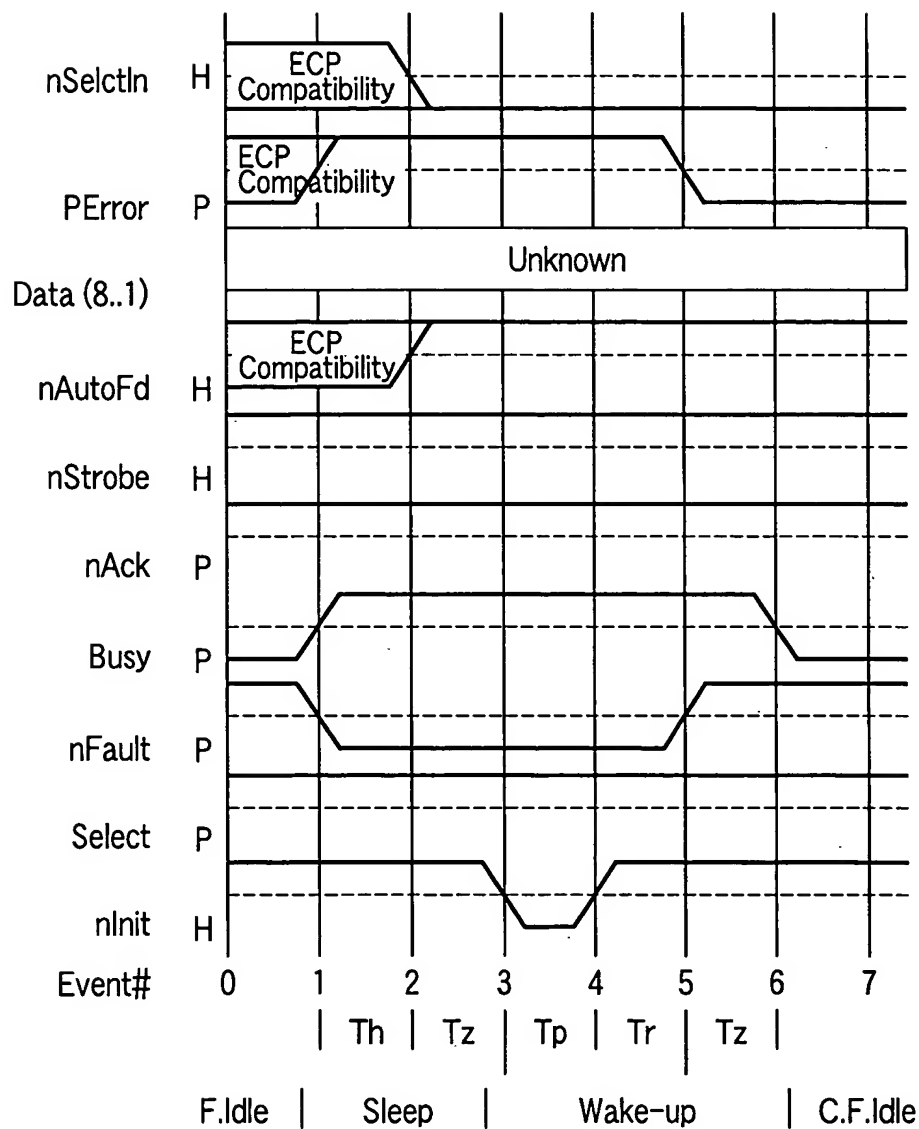 nSelctIn H ECP
Compatibility
PError P ECP
Compatibility
Data (8..1) Unknown
nAutoFd H ECP
Compatibility
nStrobe H
nAck P
Busy P
nFault P
Select P
nInit H
Event# 0 1 2 3 4 5 6 7
| Th | Tz | Tp | Tr | Tz |
F.Idle | Sleep | Wake-up | C.F.Idle